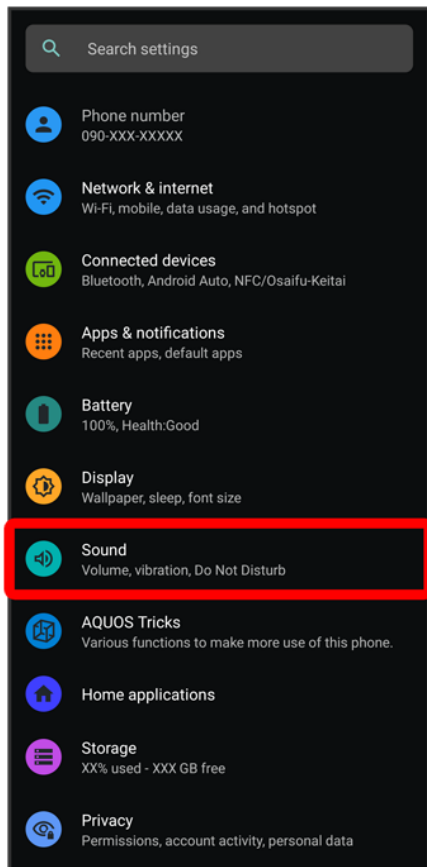 Search settings
Phone number
090-XXX-XXXXX
Network & internet
Wi-Fi, mobile, data usage, and hotspot
Connected devices
Bluetooth, Android Auto, NFC/Osaifu-Keitai
Apps & notifications
Recent apps, default apps
Battery
100%, Health:Good
Display
Wallpaper, sleep, font size
Sound
Volume, vibration, Do Not Disturb
AQUOS Tricks
Various functions to make more use of this phone.
Home applications
Storage
XX% used - XXX GB free
Privacy
Permissions, account activity, personal data